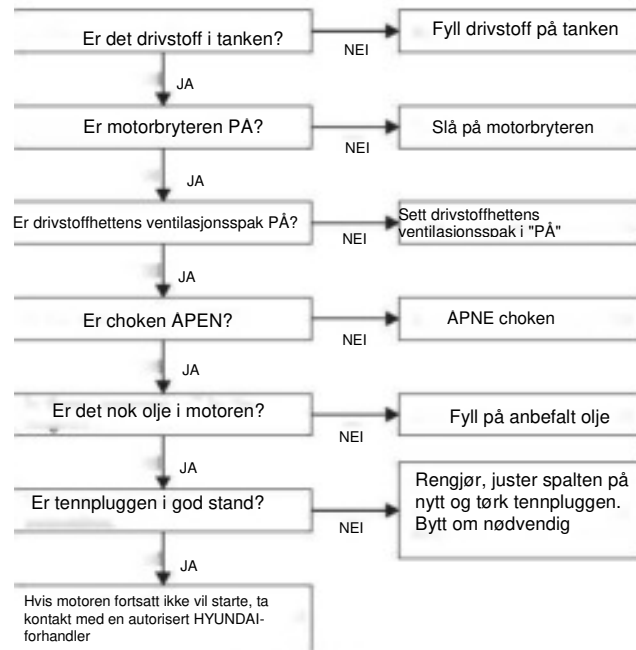 Er det drivstoff i tanken?
NEI
Fyll drivstoff på tanken
JA
Er motorbryteren PA?
NEI
Slå på motorbryteren
JA
Er drivstoffhettens ventilasjonsspak PÅ?
NEI
Sett drivstoffhettens
ventilasionsspak i "PÅ"
JA
Er choken APEN?
NEI
APNE choken
JA
Er det nok olje i motoren?
NEI
Fyll på anbefalt olje
JA
Er tennpluggen i god stand?
NEI
Rengjør, juster spalten på
nytt og tørk tennpluggen.
Bytt om nødvendig
JA
Hvis motoren fortsatt ikke vil starte, ta
kontakt med en autorisert HYUNDAI-
forhandler